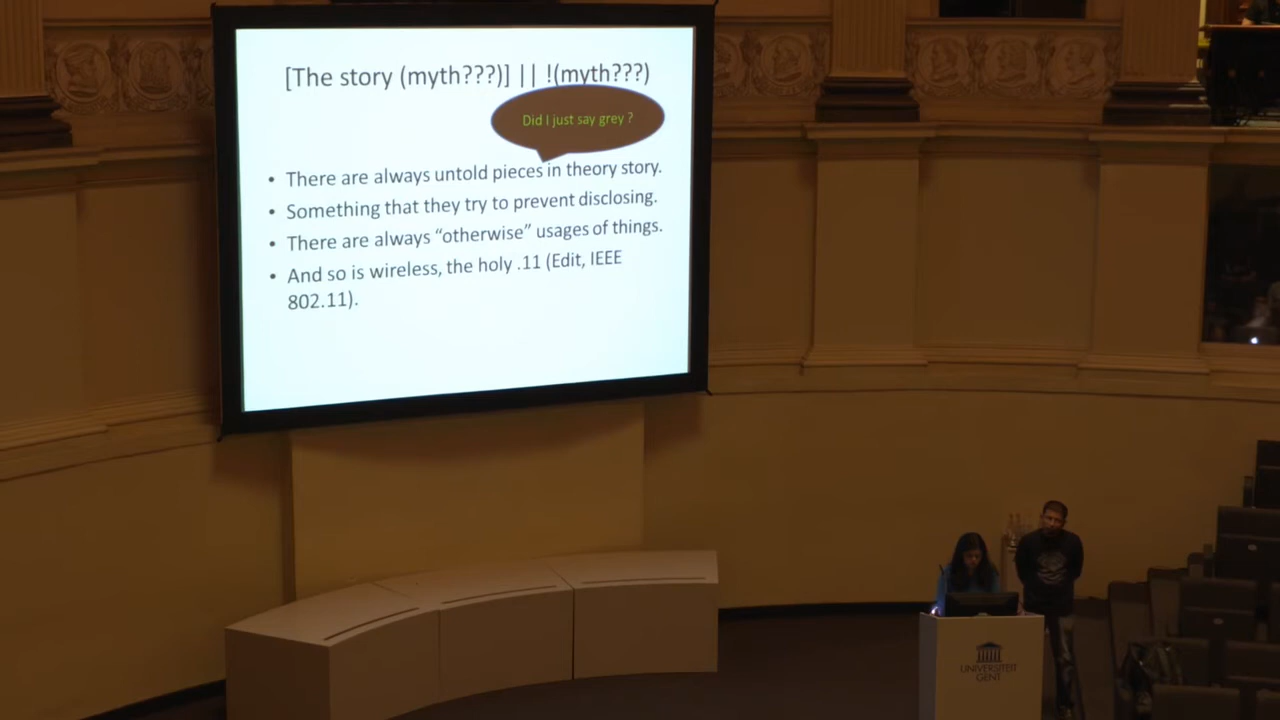 [The story (myth???)] || !(myth???)
Did I just say grey ?
• There are always untold pieces in theory story.
• Something that they try to prevent disclosing.
• There are always “otherwise” usages of things.
• And so is wireless, the holy .11 (Edit, IEEE
802.11).
UNIVERSITEIT
GENT